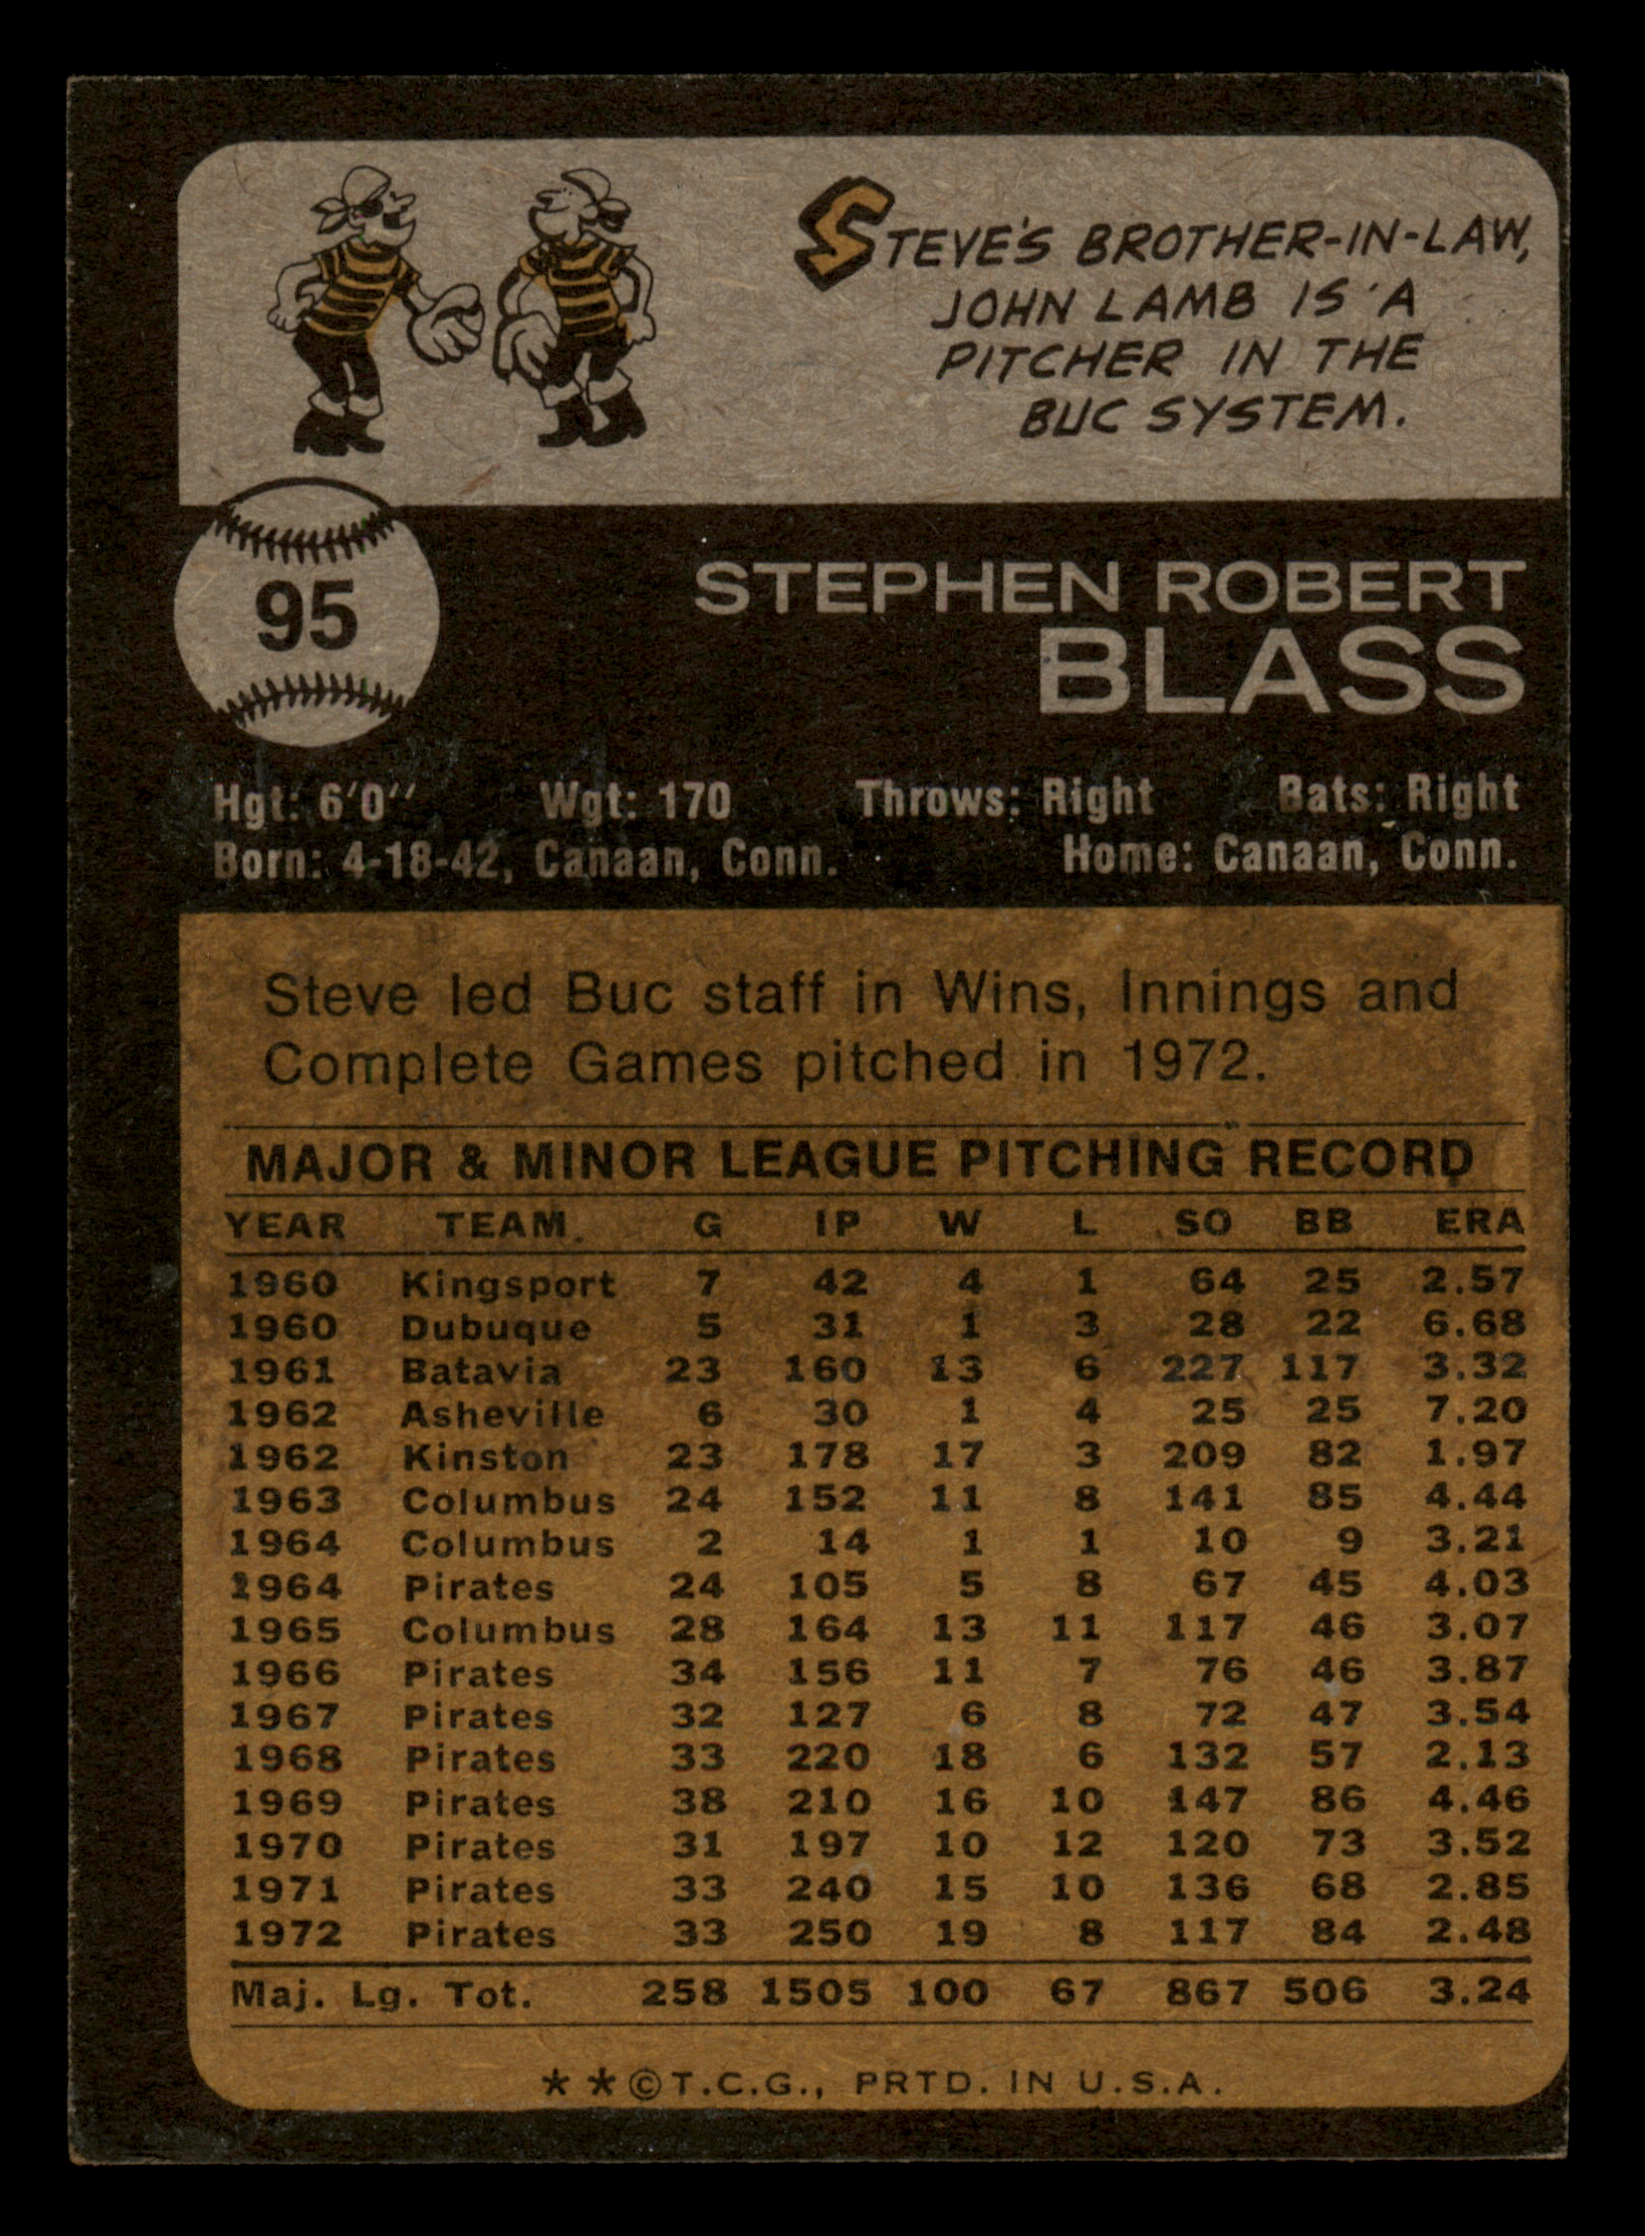 STEVE'S BROTHER-IN-LAW,
JOHN LAMB IS A
PITCHER IN THE
BUC SYSTEM.
95
STEPHEN ROBERT
BLASS
Hgt: 6'0" Wgt: 170 Throws: Right Bats: Right
Born: 4-18-42, Canaan, Conn. Home: Canaan, Conn.
Steve led Buc staff in Wins, Innings and
Complete Games pitched in 1972.
MAJOR & MINOR LEAGUE PITCHING RECORD
YEAR TEAM G IP W L SO BB ERA
1960 Kingsport 7 42 4 1 64 25 2.57
1960 Dubuque 5 31 1 3 28 22 6.68
1961 Batavia 23 160 13 6 227 117 3.32
1962 Asheville 6 30 1 4 25 25 7.20
1962 Kinston 23 178 17 3 209 82 1.97
1963 Columbus 24 152 11 8 141 85 4.44
1964 Columbus 2 14 1 1 10 9 3.21
1964 Pirates 24 105 5 8 67 45 4.03
1965 Columbus 28 164 13 11 117 46 3.07
1966 Pirates 34 156 11 7 76 46 3.87
1967 Pirates 32 127 6 8 72 47 3.54
1968 Pirates 33 220 18 6 132 57 2.13
1969 Pirates 38 210 16 10 147 86 4.46
1970 Pirates 31 197 10 12 120 73 3.52
1971 Pirates 33 240 15 10 136 68 2.85
1972 Pirates 33 250 19 8 117 84 2.48
Maj. Lg. Tot. 258 1505 100 67 867 506 3.24
* * © T.C.G., PRTD. IN U.S.A.